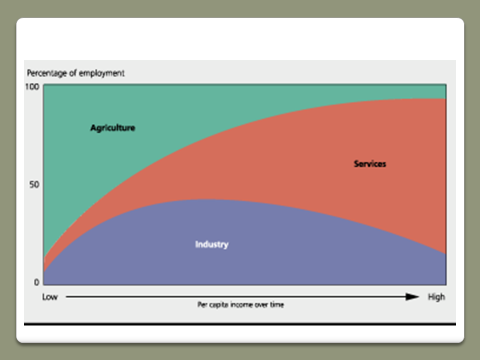 Percentage of employment
100
Agriculture
Services
50
Industry
0
Low High
Per capita income over time